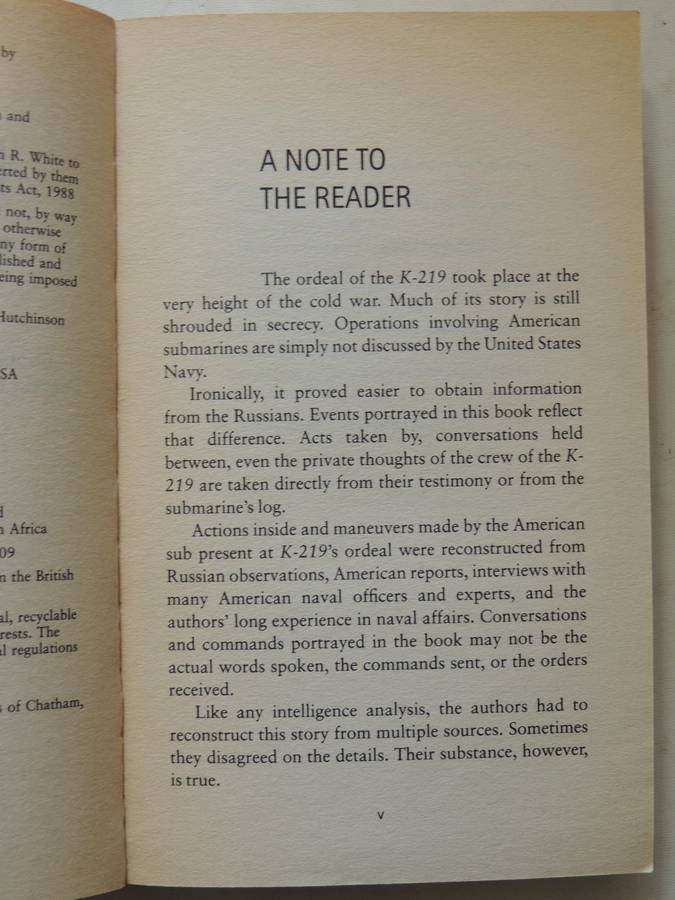 by
and
R. White to
erted by them
ts Act, 1988
not, by way
otherwise
ny form of
lished and
eing imposed
Hutchinson
SA
Africa
09
n the British
al, recyclable
rests. The
al regulations
s of Chatham,
A NOTE TO
THE READER
The ordeal of the K-219 took place at the
very height of the cold war. Much of its story is still
shrouded in secrecy. Operations involving American
submarines are simply not discussed by the United States
Navy.
Ironically, it proved easier to obtain information
from the Russians. Events portrayed in this book reflect
that difference. Acts taken by, conversations held
between, even the private thoughts of the crew of the K-
219 are taken directly from their testimony or from the
submarine's log.
Actions inside and maneuvers made by the American
sub present at K-219's ordeal were reconstructed from
Russian observations, American reports, interviews with
many American naval officers and experts, and the
authors' long experience in naval affairs. Conversations
and commands portrayed in the book may not be the
actual words spoken, the commands sent, or the orders
received.
Like any intelligence analysis, the authors had to
reconstruct this story from multiple sources. Sometimes
they disagreed on the details. Their substance, however,
is true.
v